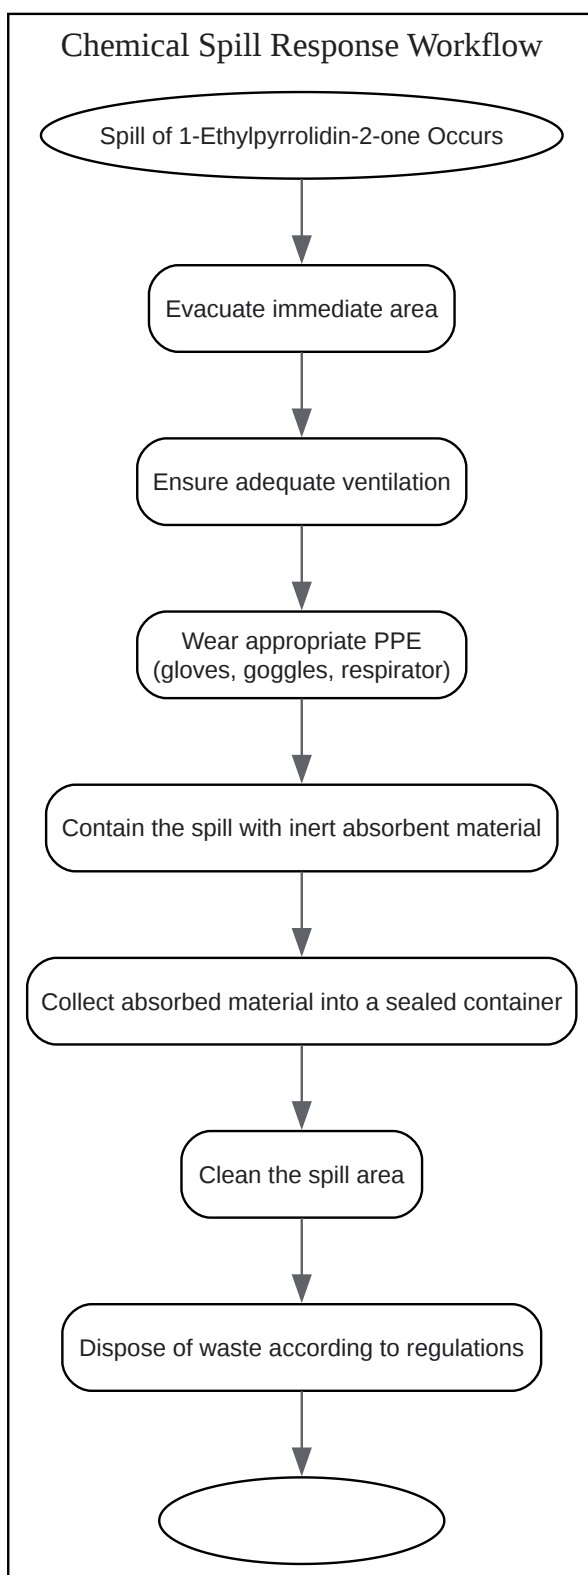 Chemical Spill Response Workflow
Spill of 1-Ethylpyrrolidin-2-one Occurs
Evacuate immediate area
Ensure adequate ventilation
Wear appropriate PPE
(gloves, goggles, respirator)
Contain the spill with inert absorbent material
Collect absorbed material into a sealed container
Clean the spill area
Dispose of waste according to regulations